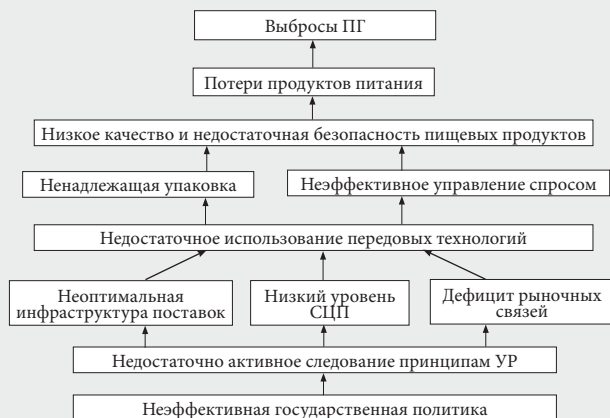 Выбросы ПГ
Потери продуктов питания
Низкое качество и недостаточная безопасность пищевых продуктов
Ненадлежащая упаковка
Неэффективное управление спросом
Недостаточное использование передовых технологий
Неоптимальная
инфраструктура поставок
Низкий уровень
СЦП
Дефицит рыночных
связей
Недостаточно активное следование принципам УР
Неэффективная государственная политика